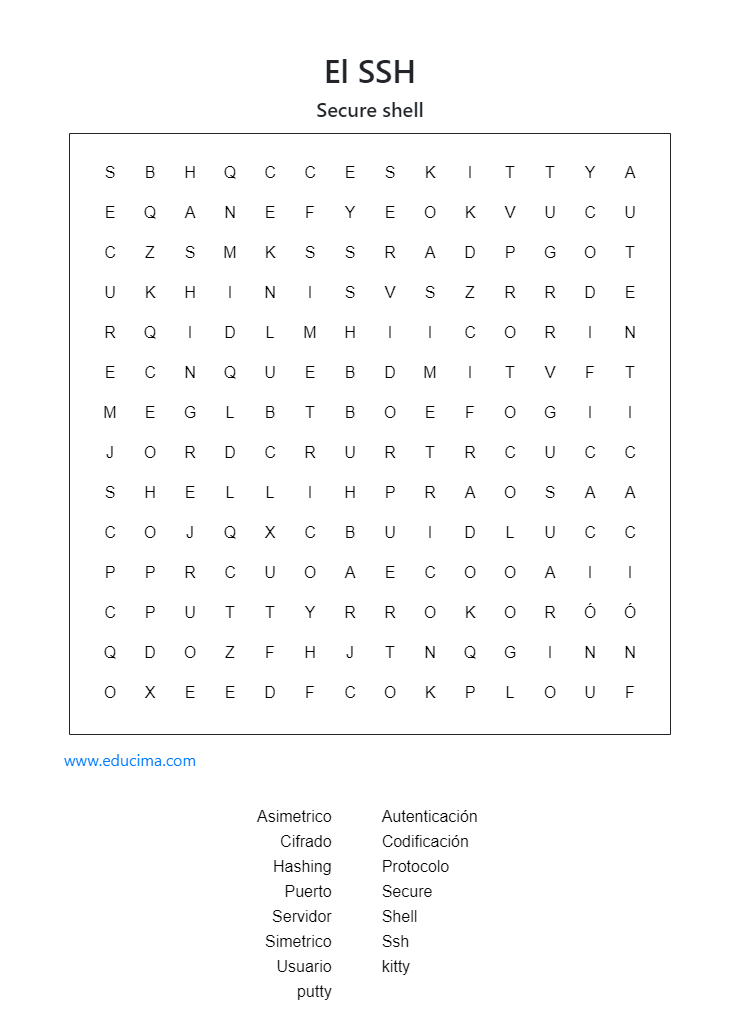 El SSH
Secure shell
S B H Q C C E S K I T T Y A
E Q A N E F Y E O K V U C U
C Z S M K S S R A D P G O T
U K H I N I S V S Z R R D E
R Q I D L M H I I C O R I N
E C N Q U E B D M I T V F T
M E G L B T B O E F O G I I
J O R D C R U R T R C U C C
S H E L L I H P R A O S A A
C O J Q X C B U I D L U C C
P P R C U O A E C O O A I I
C P U T T Y R R O K O R Ó Ó
Q D O Z F H J T N Q G I N N
O X E E D F C O K P L O U F
www.educima.com
Asimetrico Autenticación
Cifrado Codificación
Hashing Protocolo
Puerto Secure
Servidor Shell
Simetrico Ssh
Usuario kitty
putty